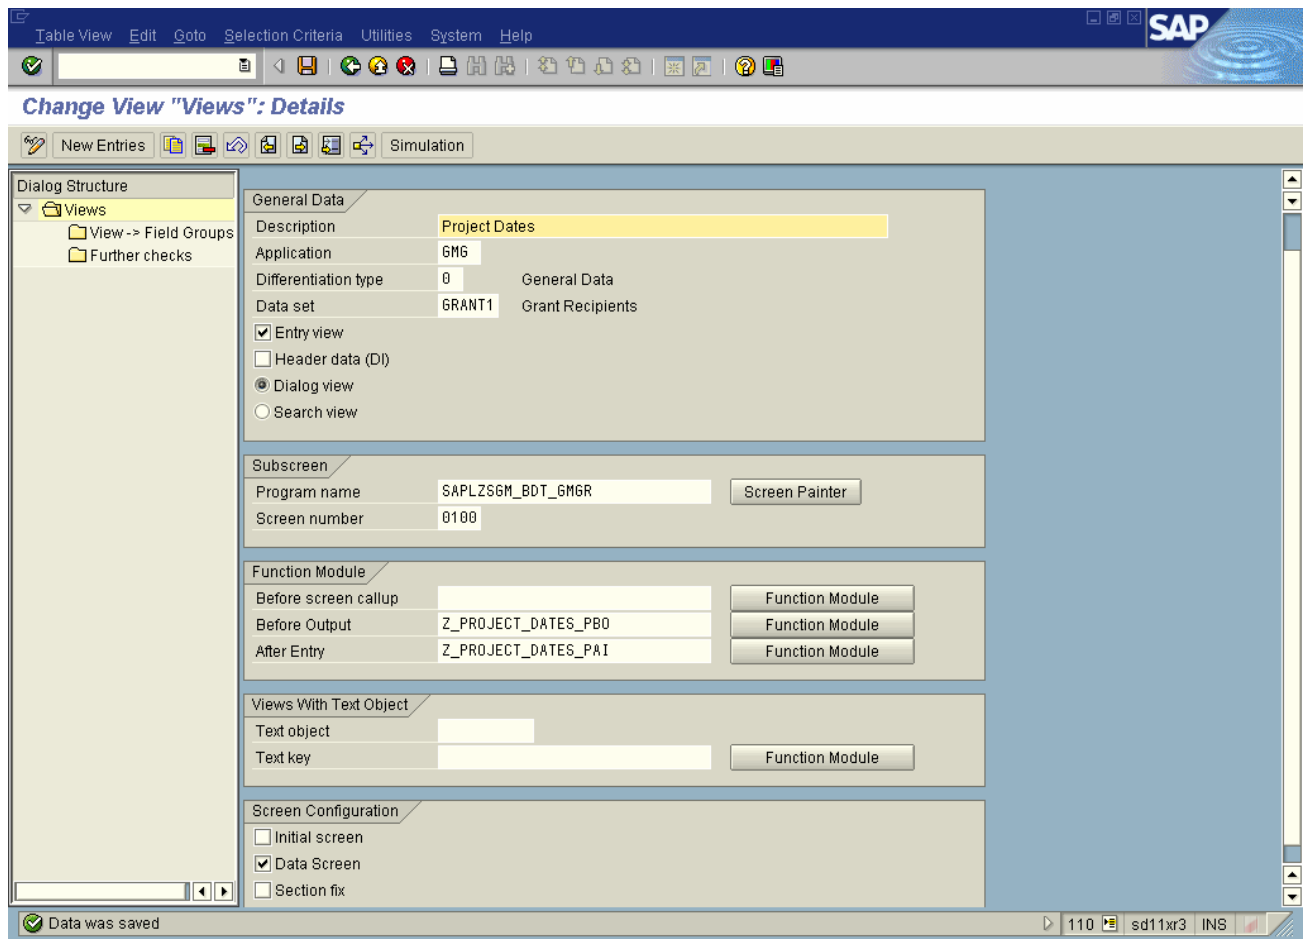 Table View Edit Goto Selection Criteria Utilities System Help
SAP
Change View "Views": Details
New Entries Simulation
Dialog Structure
Views
View -> Field Groups
Further checks
General Data
Description Project Dates
Application GMG
Differentiation type 0 General Data
Data set GRANT1 Grant Recipients
Entry view
Header data (DI)
Dialog view
Search view
Subscreen
Program name SAPLZSGM_BDT_GMGR Screen Painter
Screen number 0100
Function Module
Before screen callup Function Module
Before Output Z_PROJECT_DATES_PBO Function Module
After Entry Z_PROJECT_DATES_PAI Function Module
Views With Text Object
Text object
Text key Function Module
Screen Configuration
Initial screen
Data Screen
Section fix
Data was saved 110 sd11xr3 INS